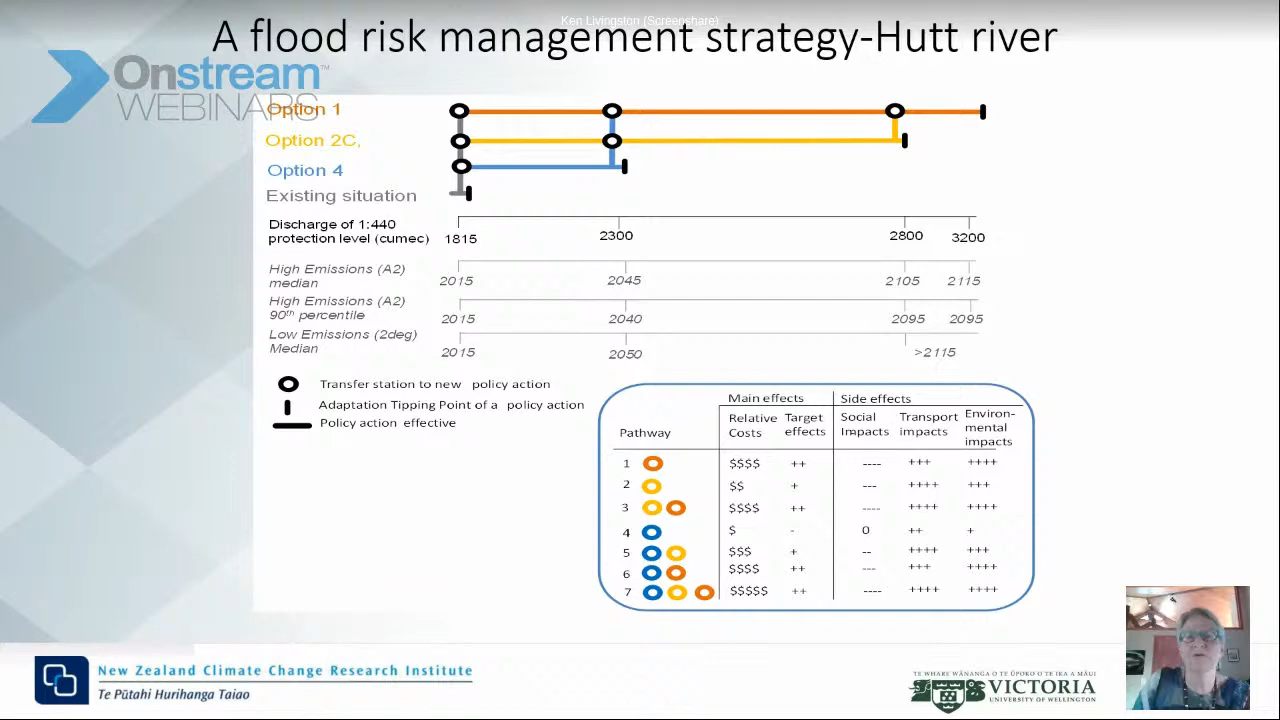 Ken Livingston (Screenshare)
A flood risk management strategy-Hutt river
Onstream™
WEBINARS
Option 1
Option 2C,
Option 4
Existing situation
Discharge of 1:440
protection level (cumec)
1815 2300 2800 3200
High Emissions (A2)
median
2015 2045 2105 2115
High Emissions (A2)
90th percentile
2015 2040 2095 2095
Low Emissions (2deg)
Median
2015 2050 >2115
Transfer station to new policy action
Adaptation Tipping Point of a policy action
Policy action effective
Main effects Side effects
Pathway Relative Costs Target effects Social Impacts Transport impacts Environ-mental impacts
1 $$$$ ++ ---- +++ ++++
2 $$ + --- ++++ +++
3 $$$$ ++ ---- ++++ ++++
4 $ - 0 ++ +
5 $$$ + -- ++++ +++
6 $$$$ ++ --- +++ ++++
7 $$$$$ ++ ---- ++++ ++++
New Zealand Climate Change Research Institute
Te Pūtahi Hurihanga Taiao
TE WHARE WĀNANGA O TE ŪPOKO O TE IKA A MĀUI
VICTORIA
UNIVERSITY OF WELLINGTON